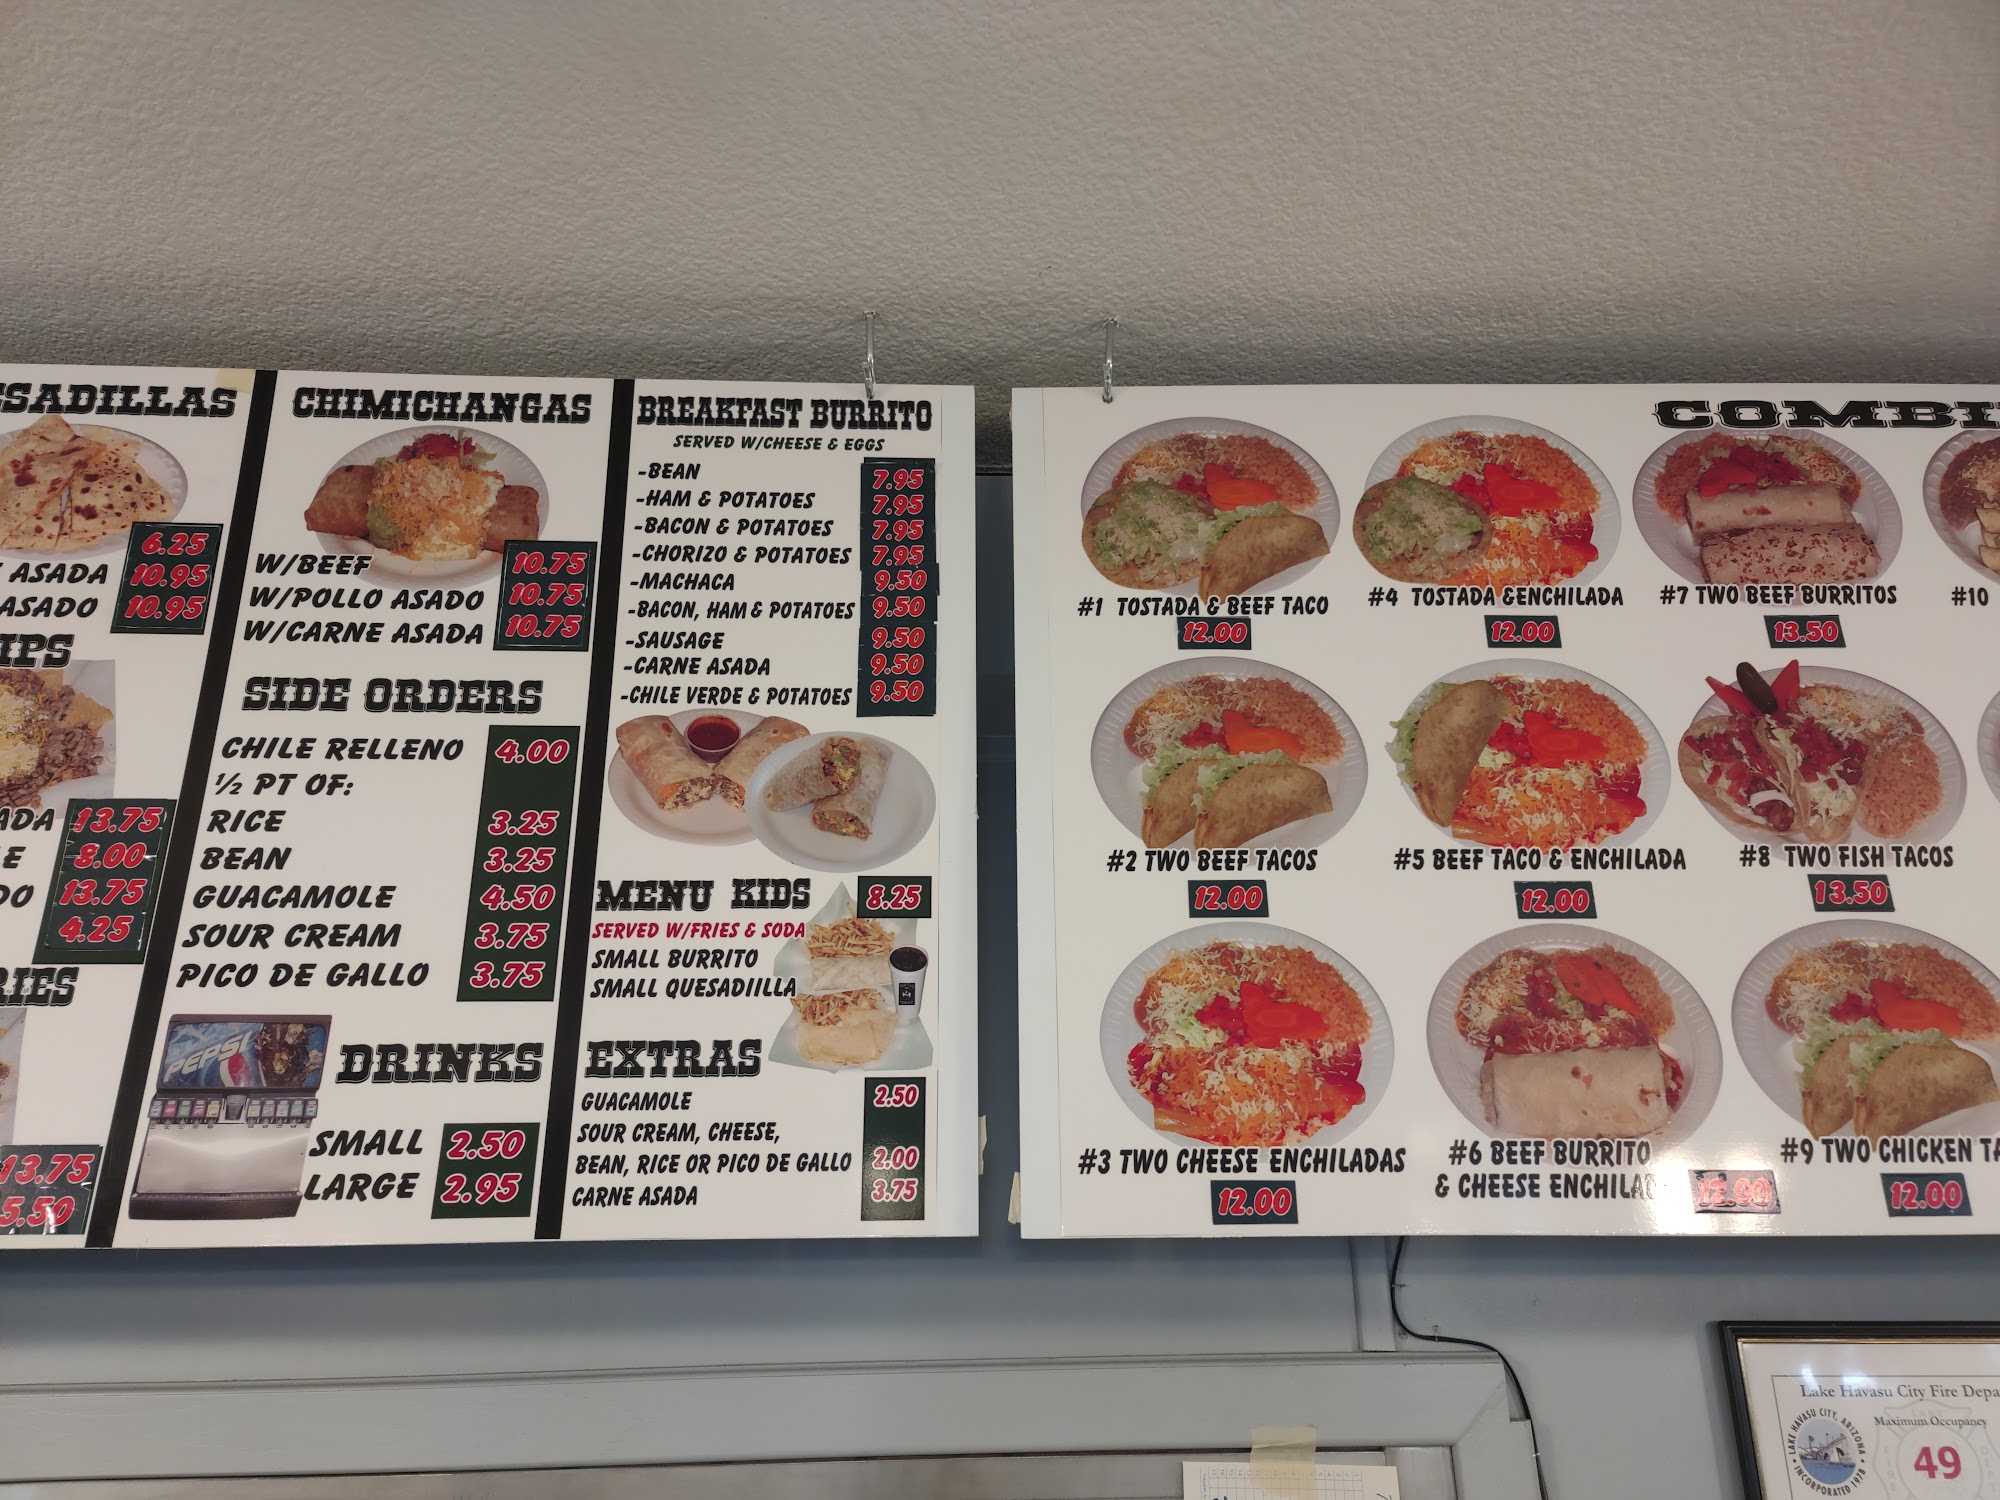 SADILLAS
6.25
ASADA 10.95
ASADO 10.95
IPS
ADA 13.75
LE 8.00
DO 13.75
4.25
RIES
13.75
5.50
CHIMICHANGAS
W/BEEF 10.75
W/POLLO ASADO 10.75
W/CARNE ASADA 10.75
SIDE ORDERS
CHILE RELLENO 4.00
½ PT OF:
RICE 3.25
BEAN 3.25
GUACAMOLE 4.50
SOUR CREAM 3.75
PICO DE GALLO 3.75
PEPSI
DRINKS
SMALL 2.50
LARGE 2.95
BREAKFAST BURRITO
SERVED W/CHEESE & EGGS
-BEAN 7.95
-HAM & POTATOES 7.95
-BACON & POTATOES 7.95
-CHORIZO & POTATOES 7.95
-MACHACA 9.50
-BACON, HAM & POTATOES 9.50
-SAUSAGE 9.50
-CARNE ASADA 9.50
-CHILE VERDE & POTATOES 9.50
MENU KIDS 8.25
SERVED W/FRIES & SODA
SMALL BURRITO
SMALL QUESADIILLA
EXTRAS
GUACAMOLE 2.50
SOUR CREAM, CHEESE,
BEAN, RICE OR PICO DE GALLO 2.00
CARNE ASADA 3.75
COMBI
#1 TOSTADA & BEEF TACO
12.00
#4 TOSTADA & ENCHILADA
12.00
#7 TWO BEEF BURRITOS
13.50
#10
#2 TWO BEEF TACOS
12.00
#5 BEEF TACO & ENCHILADA
12.00
#8 TWO FISH TACOS
13.50
#3 TWO CHEESE ENCHILADAS
12.00
#6 BEEF BURRITO
& CHEESE ENCHILAD
12.00
#9 TWO CHICKEN TA
12.00
Lake Havasu City Fire Depa
Maximum Occupancy
49
LAKE HAVASU CITY, ARIZONA
INCORPORATED 1978